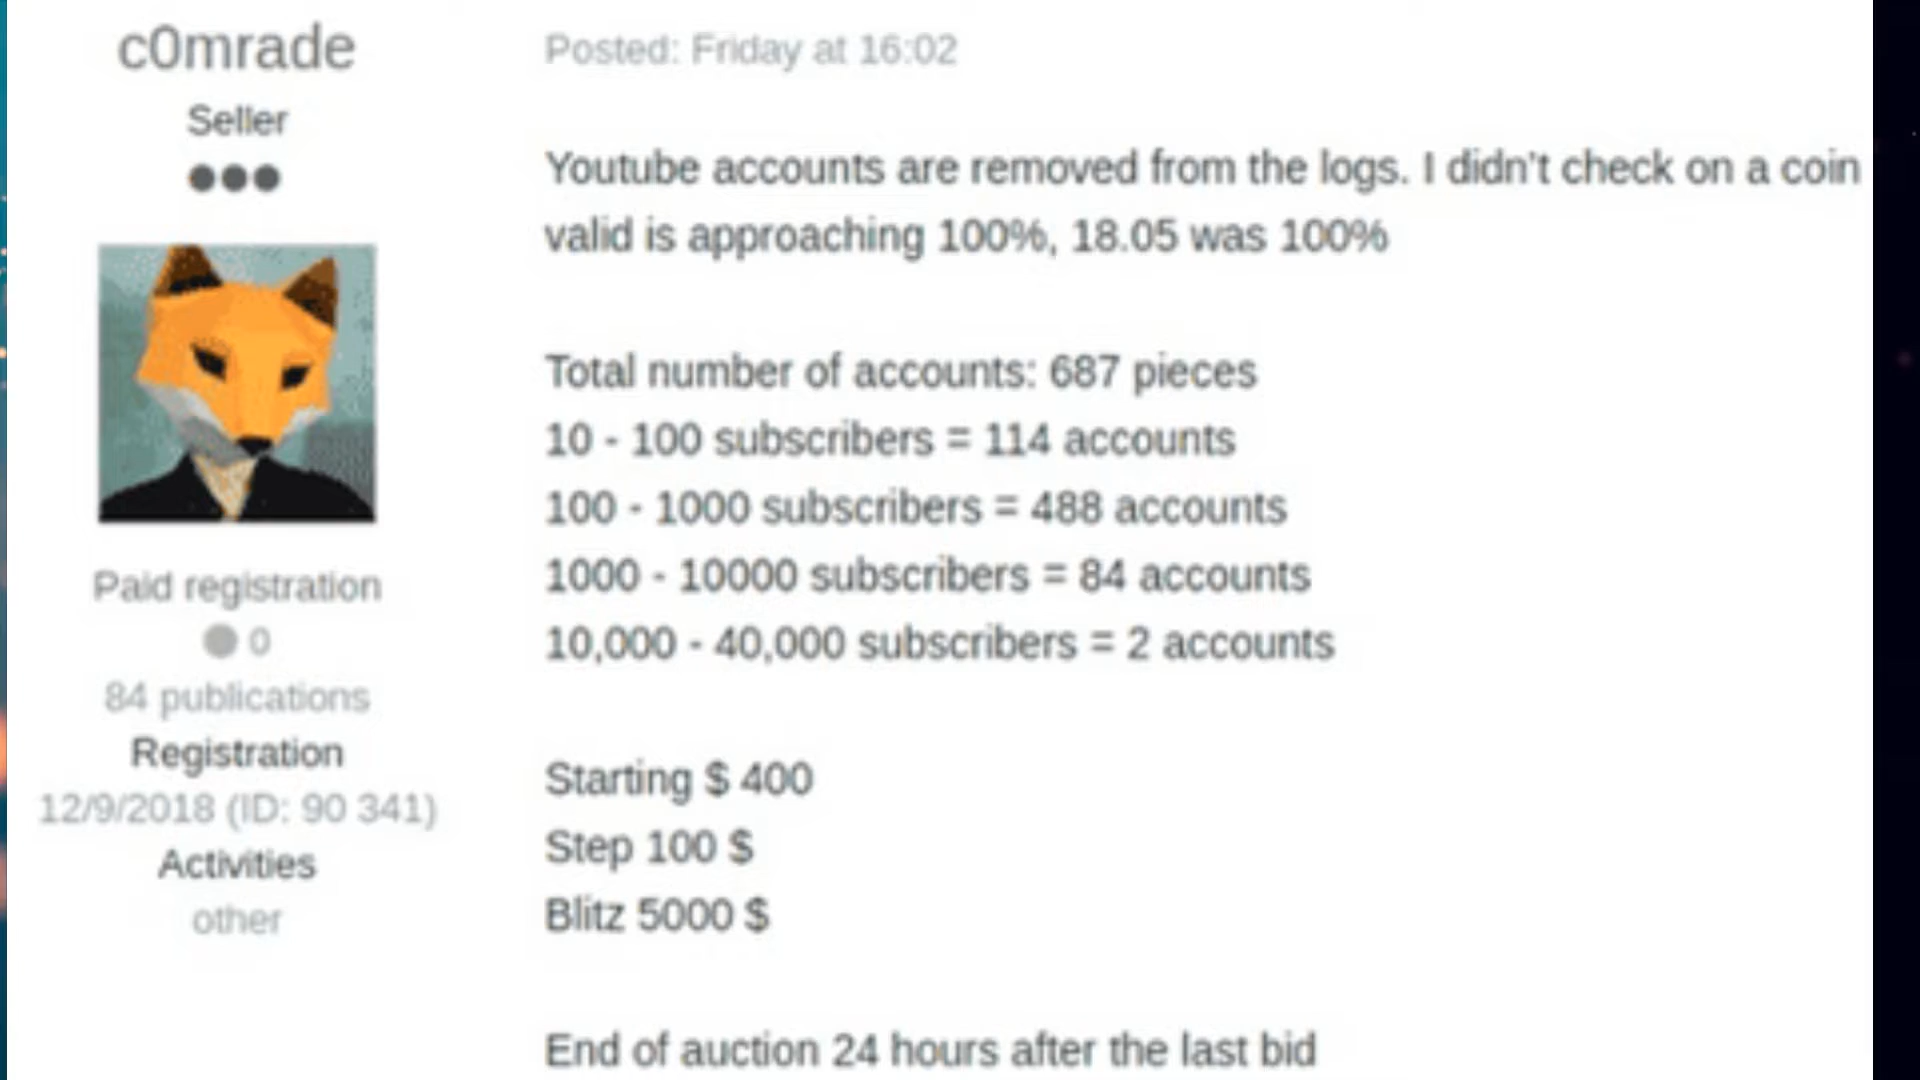 c0mrade
Seller
Paid registration
0
84 publications
Registration
12/9/2018 (ID: 90 341)
Activities
other
Posted: Friday at 16:02
Youtube accounts are removed from the logs. I didn't check on a coin
valid is approaching 100%, 18.05 was 100%
Total number of accounts: 687 pieces
10 - 100 subscribers = 114 accounts
100 - 1000 subscribers = 488 accounts
1000 - 10000 subscribers = 84 accounts
10,000 - 40,000 subscribers = 2 accounts
Starting $ 400
Step 100 $
Blitz 5000 $
End of auction 24 hours after the last bid